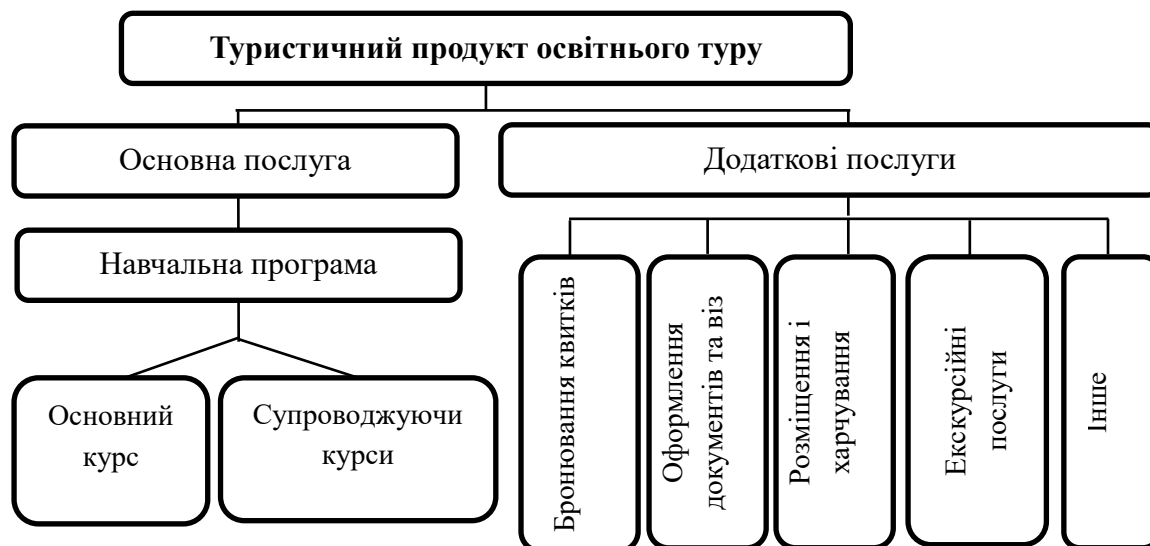 Туристичний продукт освітнього туру
Основна послуга
Додаткові послуги
Навчальна програма
Основний
курс
Супроводжуючи
курси
Бронювання квитків
Оформлення
документів та віз
Розміщення і
харчування
Екскурсійні
послуги
Інше